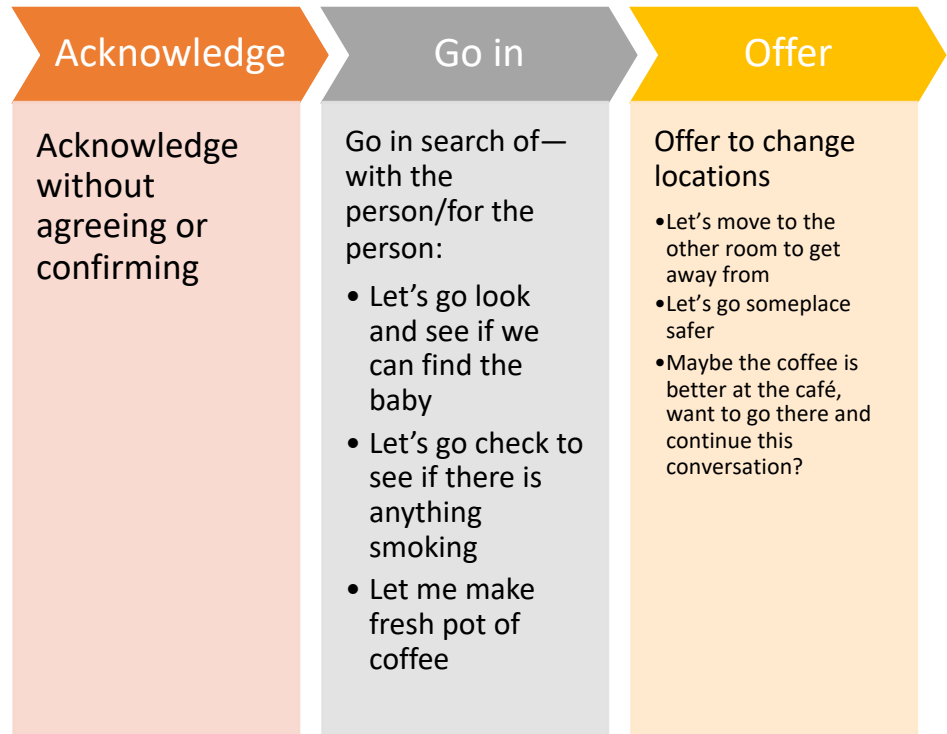 Acknowledge
Acknowledge
without
agreeing or
confirming
Go in
Go in search of—
with the
person/for the
person:
• Let’s go look
and see if we
can find the
baby
• Let’s go check to
see if there is
anything
smoking
• Let me make
fresh pot of
coffee
Offer
Offer to change
locations
•Let’s move to the
other room to get
away from
•Let’s go someplace
safer
•Maybe the coffee is
better at the café,
want to go there and
continue this
conversation?